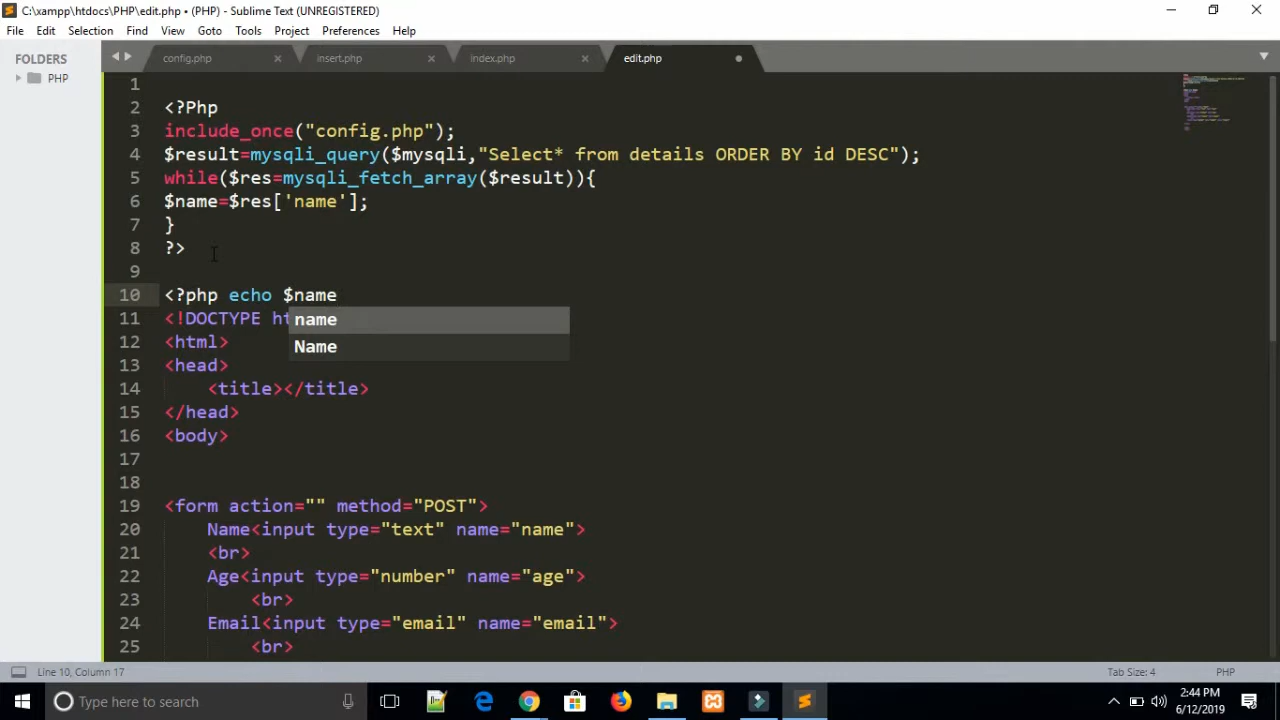 C:\xampp\htdocs\PHP\edit.php • (PHP) - Sublime Text (UNREGISTERED)
File Edit Selection Find View Goto Tools Project Preferences Help
FOLDERS
PHP
config.php
insert.php
index.php
edit.php
1
2 <?Php
3 include_once("config.php");
4 $result=mysqli_query($mysqli,"Select* from details ORDER BY id DESC");
5 while($res=mysqli_fetch_array($result)){
6 $name=$res['name'];
7 }
8 ?>
9
10 <?php echo $name
11 <!DOCTYPE ht
name
Name
12 <html>
13 <head>
14 <title></title>
15 </head>
16 <body>
17
18
19 <form action="" method="POST">
20 Name<input type="text" name="name">
21 <br>
22 Age<input type="number" name="age">
23 <br>
24 Email<input type="email" name="email">
25 <br>
Line 10, Column 17
Tab Size: 4
PHP
Type here to search
2:44 PM
6/12/2019